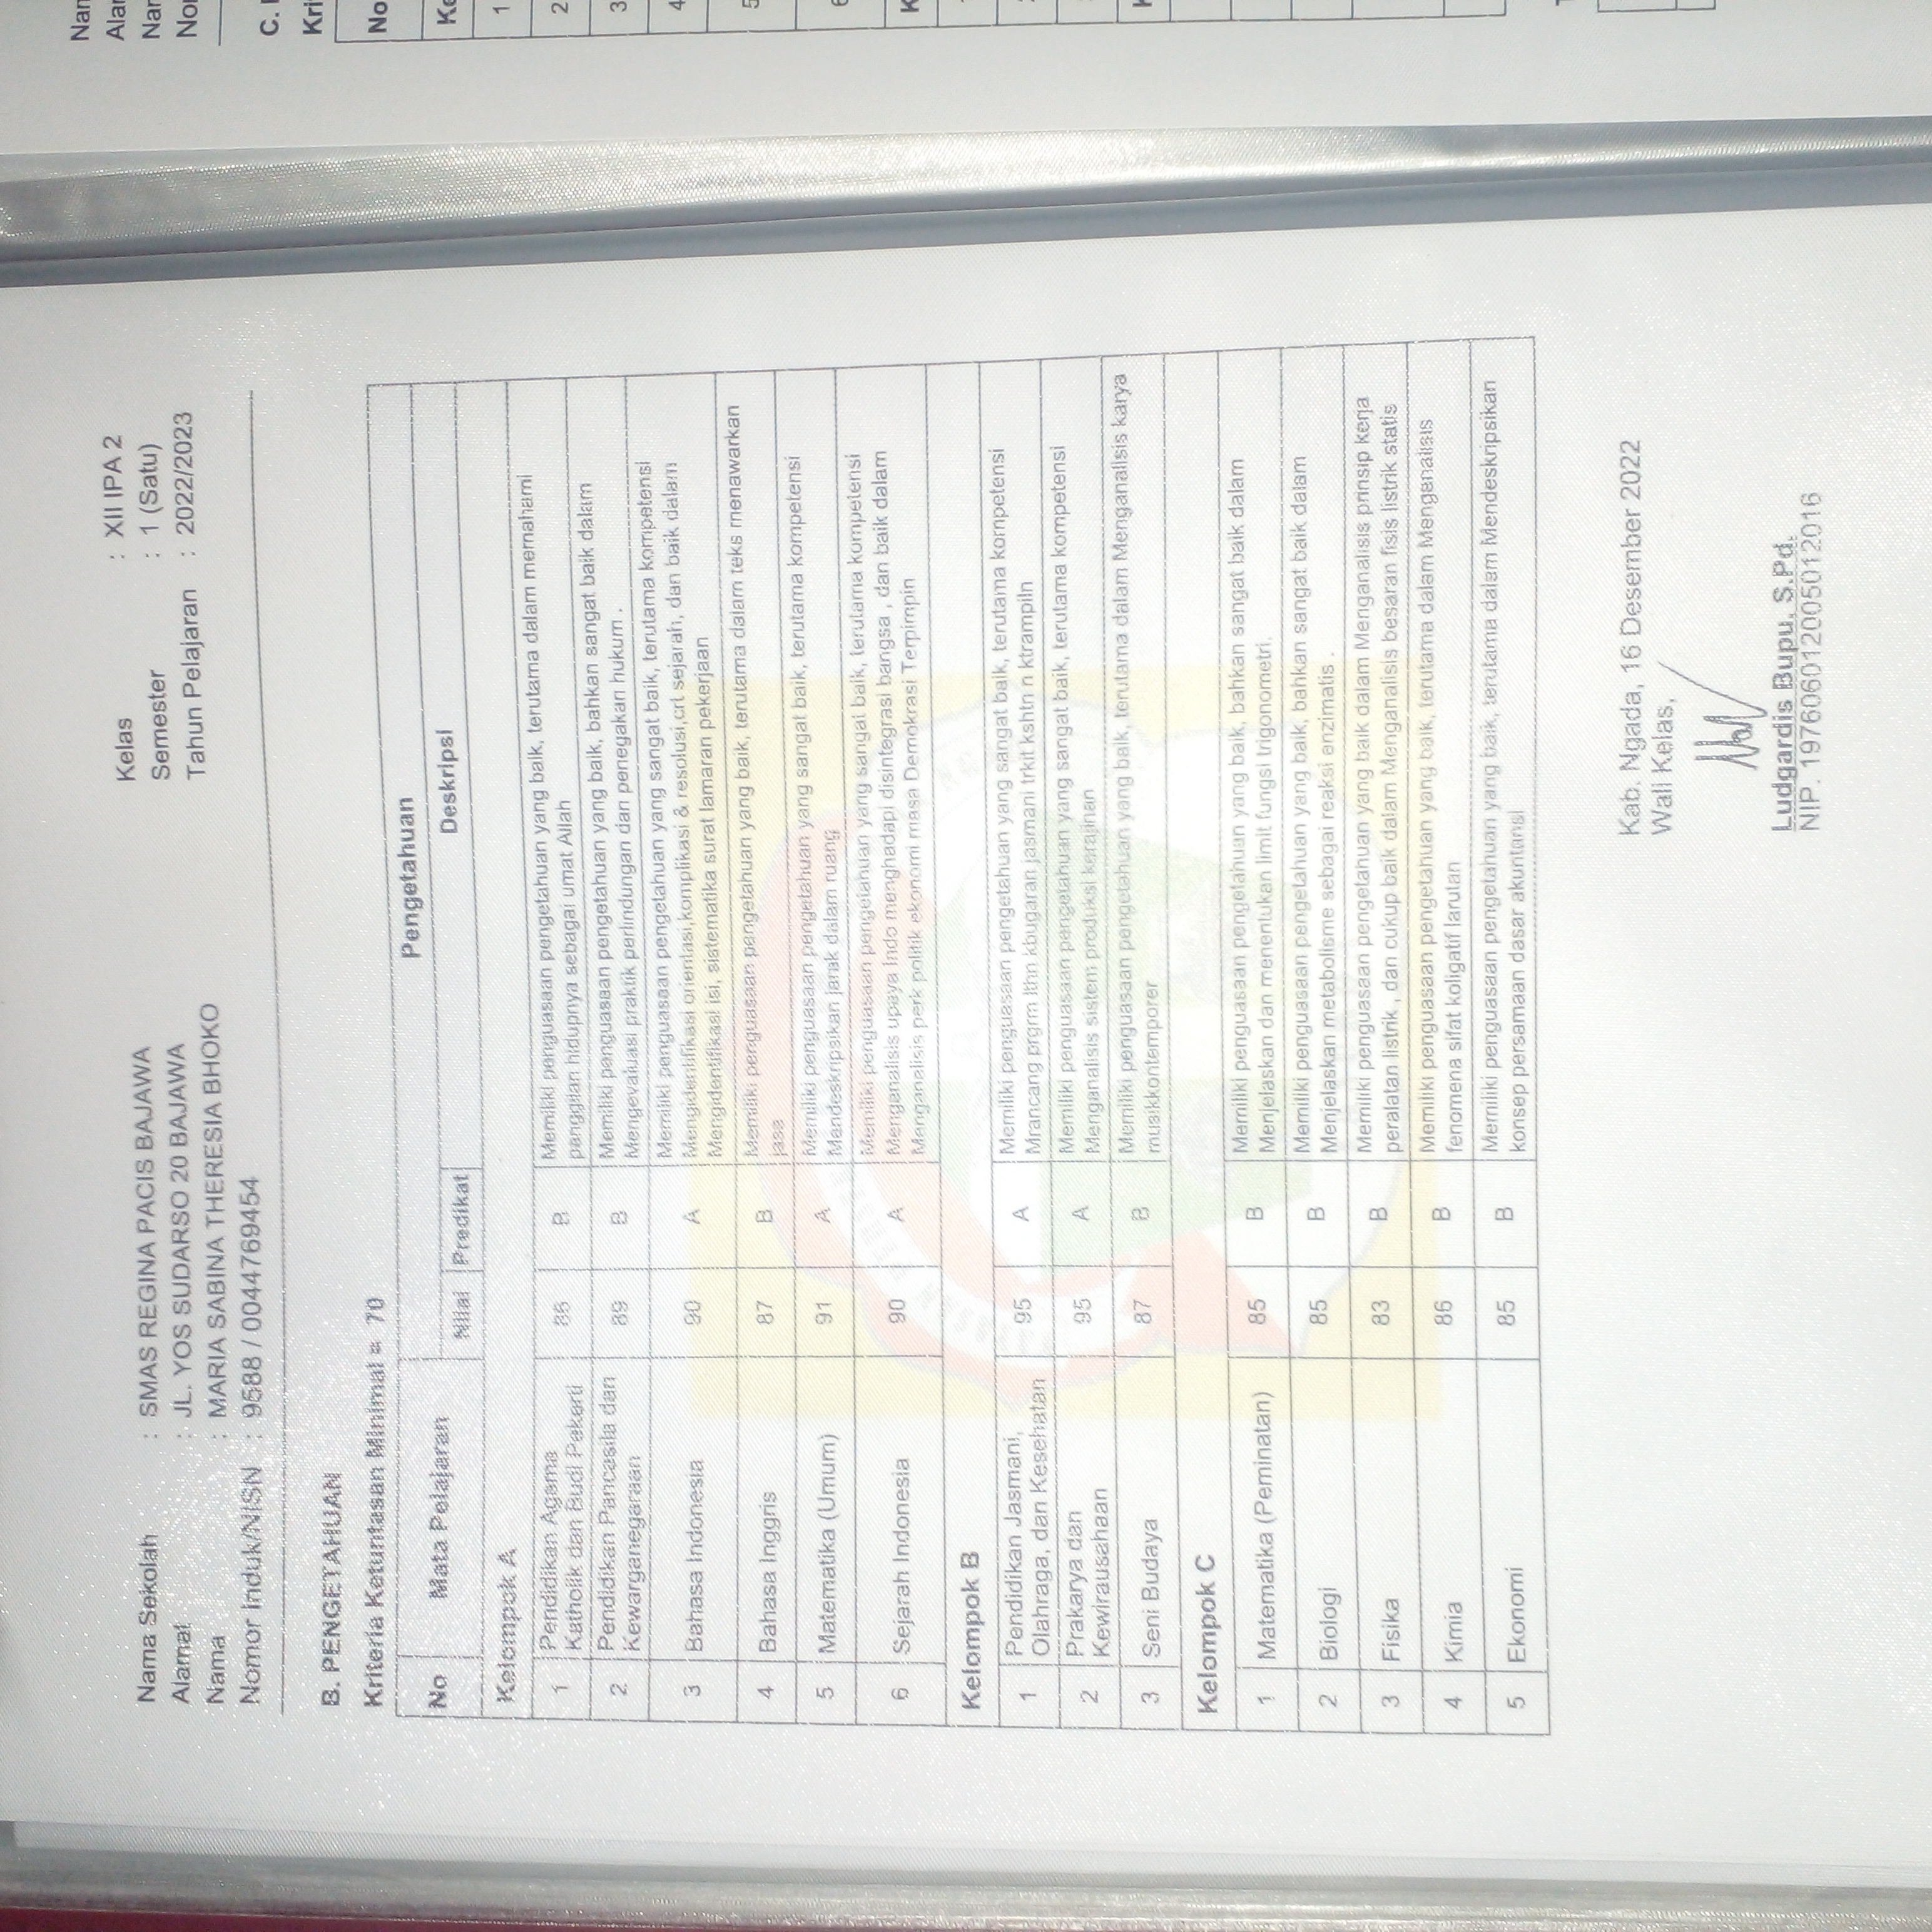 Nama Sekolah : SMAS REGINA PACIS BAJAWA Kelas : XII IPA 2
Alamat : JL. YOS SUDARSO 20 BAJAWA Semester : 1 (Satu)
Nama : MARIA SABINA THERESIA BHOKO Tahun Pelajaran : 2022/2023
Nomor Induk/NISN : 9588 / 0044769454
B. PENGETAHUAN
Kriteria Ketuntasan Minimal = 70
No Mata Pelajaran Pengetahuan
Nilai Predikat Deskripsi
Kelompok A
1 Pendidikan Agama Katholik dan Budi Pekerti 86 B Memiliki penguasaan pengetahuan yang baik, terutama dalam memahami
panggilan hidupnya sebagai umat Allah
2 Pendidikan Pancasila dan Kewarganegaraan 89 B Memiliki penguasaan pengetahuan yang baik, bahkan sangat baik dalam
Mengevaluasi praktik perlindungan dan penegakan hukum .
3 Bahasa Indonesia 90 A Memiliki penguasaan pengetahuan yang sangat baik, terutama kompetensi
Mengidentifikasi orientasi,komplikasi & resolusi,crt sejarah, dan baik dalam
Mengidentifikasi isi, sistematika surat lamaran pekerjaan
4 Bahasa Inggris 87 B Memiliki penguasaan pengetahuan yang baik, terutama dalam teks menawarkan
jasa
5 Matematika (Umum) 91 A Memiliki penguasaan pengetahuan yang sangat baik, terutama kompetensi
Mendeskripsikan jarak dalam ruang
6 Sejarah Indonesia 90 A Memiliki penguasaan pengetahuan yang sangat baik, terutama kompetensi
Menganalisis upaya Indo menghadapi disintegrasi bangsa , dan baik dalam
Menganalisis perk politik ekonomi masa Demokrasi Terpimpin
Kelompok B
1 Pendidikan Jasmani, Olahraga, dan Kesehatan 95 A Memiliki penguasaan pengetahuan yang sangat baik, terutama kompetensi
Mrancang prgrm lthn kbugaran jasmani trkit kshtn n ktrampiln
2 Prakarya dan Kewirausahaan 95 A Memiliki penguasaan pengetahuan yang sangat baik, terutama kompetensi
Menganalisis sistem produksi kerajinan
3 Seni Budaya 87 B Memiliki penguasaan pengetahuan yang baik, terutama dalam Menganalisis karya
musikkontemporer
Kelompok C
1 Matematika (Peminatan) 85 B Memiliki penguasaan pengetahuan yang baik, bahkan sangat baik dalam
Menjelaskan dan menentukan limit fungsi trigonometri.
2 Biologi 85 B Memiliki penguasaan pengetahuan yang baik, bahkan sangat baik dalam
Menjelaskan metabolisme sebagai reaksi enzimatis .
3 Fisika 83 B Memiliki penguasaan pengetahuan yang baik dalam Menganalisis prinsip kerja
peralatan listrik , dan cukup baik dalam Menganalisis besaran fisis listrik statis
4 Kimia 86 B Memiliki penguasaan pengetahuan yang baik, terutama dalam Menganalisis
fenomena sifat koligatif larutan
5 Ekonomi 85 B Memiliki penguasaan pengetahuan yang baik, terutama dalam Mendeskripsikan
konsep persamaan dasar akuntansi
Kab. Ngada, 16 Desember 2022
Wali Kelas,
Ludgardis Bupu, S.Pd.
NIP. 197606012005012016
C.
No
1
2
3
4
5